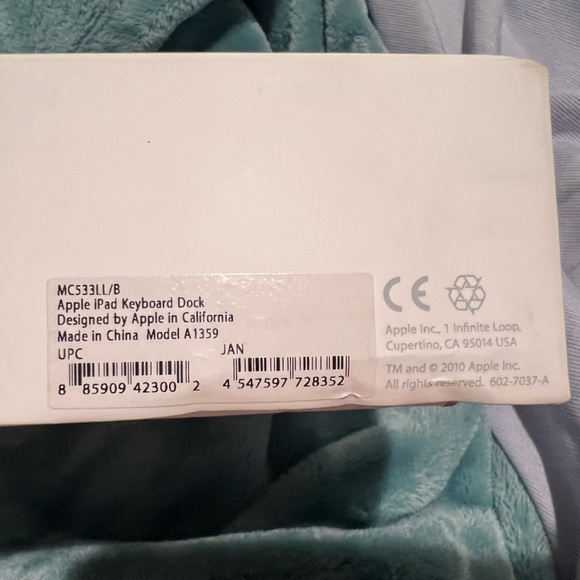 MC533LL/B
Apple iPad Keyboard Dock
Designed by Apple in California
Made in China Model A1359
UPC JAN
8 85909 42300 2 4 547597 728352
CE
Apple Inc., 1 Infinite Loop,
Cupertino, CA 95014 USA
TM and © 2010 Apple Inc.
All rights reserved. 602-7037-A